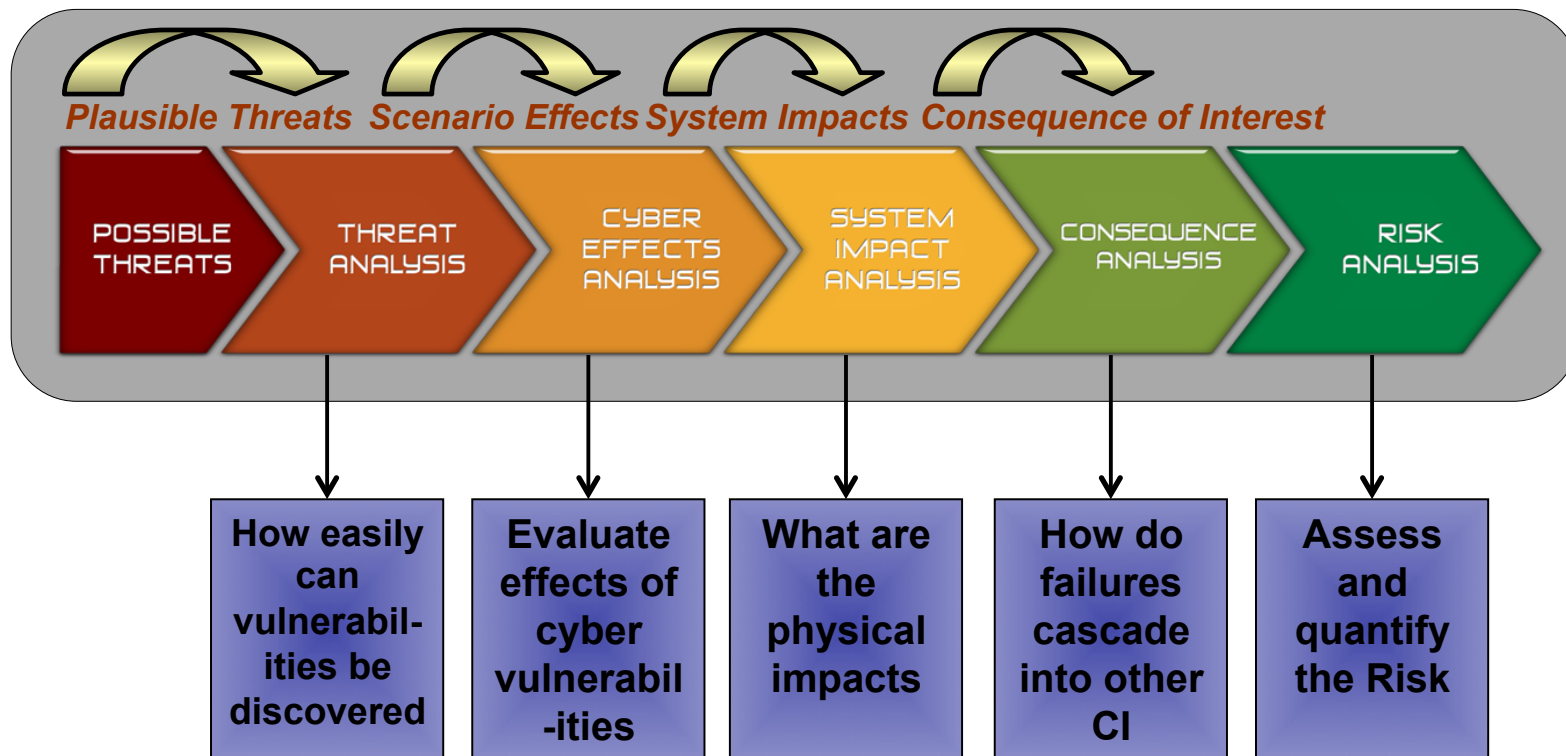 Plausible Threats Scenario Effects System Impacts Consequence of Interest
POSSIBLE
THREATS
THREAT
ANALYSIS
CYBER
EFFECTS
ANALYSIS
SYSTEM
IMPACT
ANALYSIS
CONSEQUENCE
ANALYSIS
RISK
ANALYSIS
How easily
can
vulnerabil-
ities be
discovered
Evaluate
effects of
cyber
vulnerabil
-ities
What are
the
physical
impacts
How do
failures
cascade
into other
CI
Assess
and
quantify
the Risk